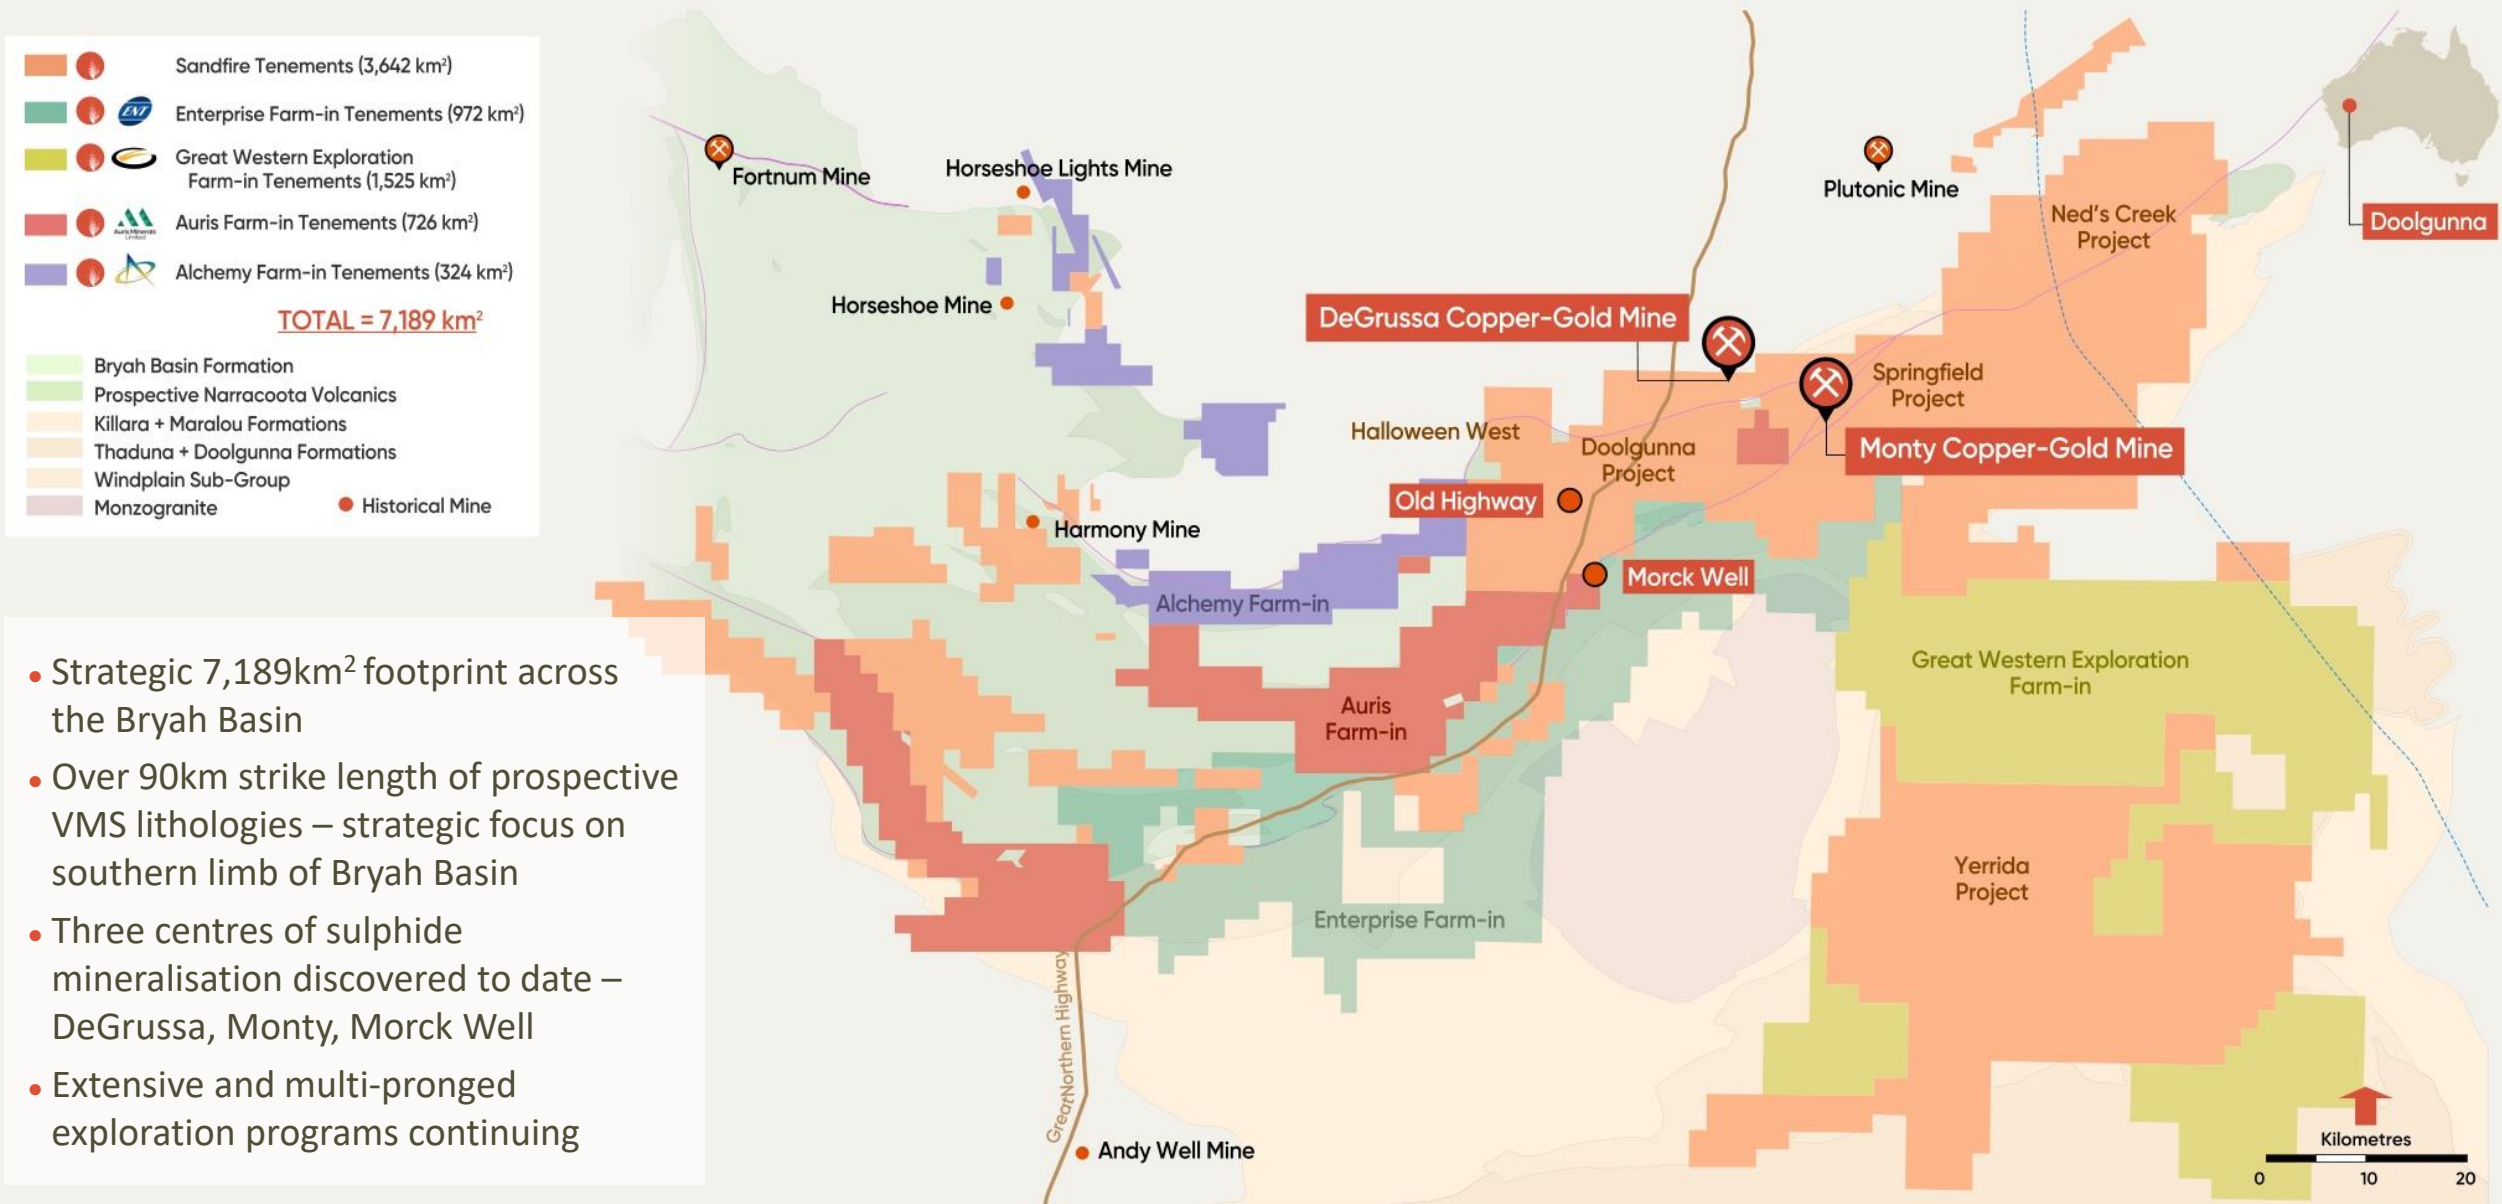 Sandfire Tenements (3,642 km²)
ENT
Enterprise Farm-in Tenements (972 km²)
Great Western Exploration
Farm-in Tenements (1,525 km²)
Auris Minerals
Limited
Auris Farm-in Tenements (726 km²)
Alchemy Farm-in Tenements (324 km²)
TOTAL = 7,189 km²
Bryah Basin Formation
Prospective Narracoota Volcanics
Killara + Maralou Formations
Thaduna + Doolgunna Formations
Windplain Sub-Group
Monzogranite
Historical Mine
• Strategic 7,189km² footprint across
the Bryah Basin
• Over 90km strike length of prospective
VMS lithologies – strategic focus on
southern limb of Bryah Basin
• Three centres of sulphide
mineralisation discovered to date –
DeGrussa, Monty, Morck Well
• Extensive and multi-pronged
exploration programs continuing
Fortnum Mine
Horseshoe Lights Mine
Plutonic Mine
Ned's Creek
Project
Doolgunna
Horseshoe Mine
DeGrussa Copper-Gold Mine
Springfield
Project
Halloween West
Doolgunna
Project
Monty Copper-Gold Mine
Old Highway
Harmony Mine
Morck Well
Alchemy Farm-in
Great Western Exploration
Farm-in
Auris
Farm-in
Yerrida
Project
Enterprise Farm-in
Great Northern Highway
Andy Well Mine
Kilometres
0 10 20